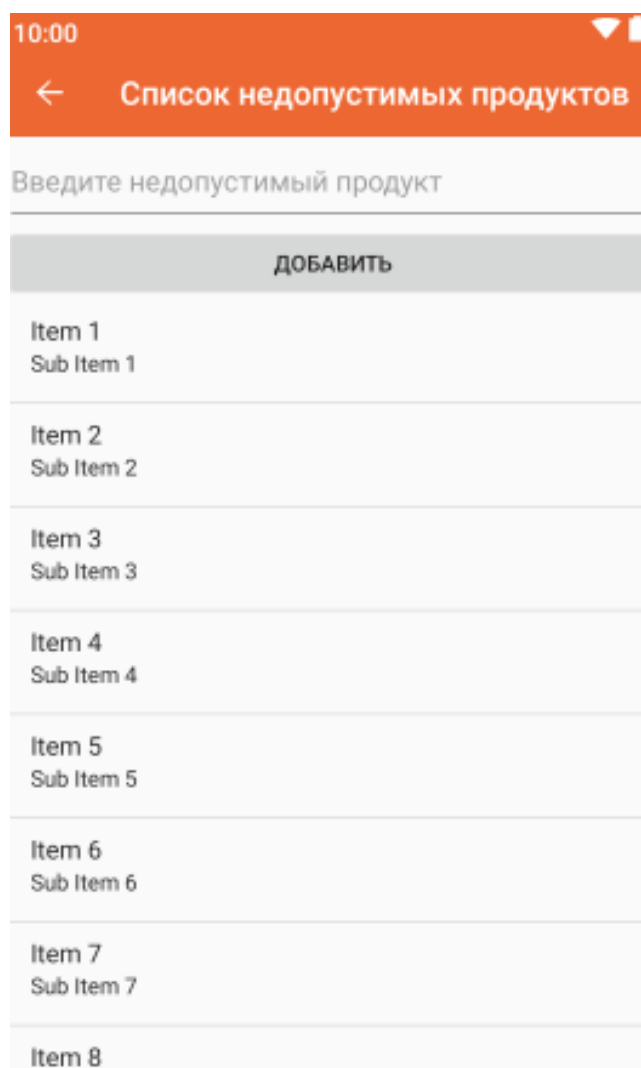 10:00
Список недопустимых продуктов
Введите недопустимый продукт
ДОБАВИТЬ
Item 1
Sub Item 1
Item 2
Sub Item 2
Item 3
Sub Item 3
Item 4
Sub Item 4
Item 5
Sub Item 5
Item 6
Sub Item 6
Item 7
Sub Item 7
Item 8